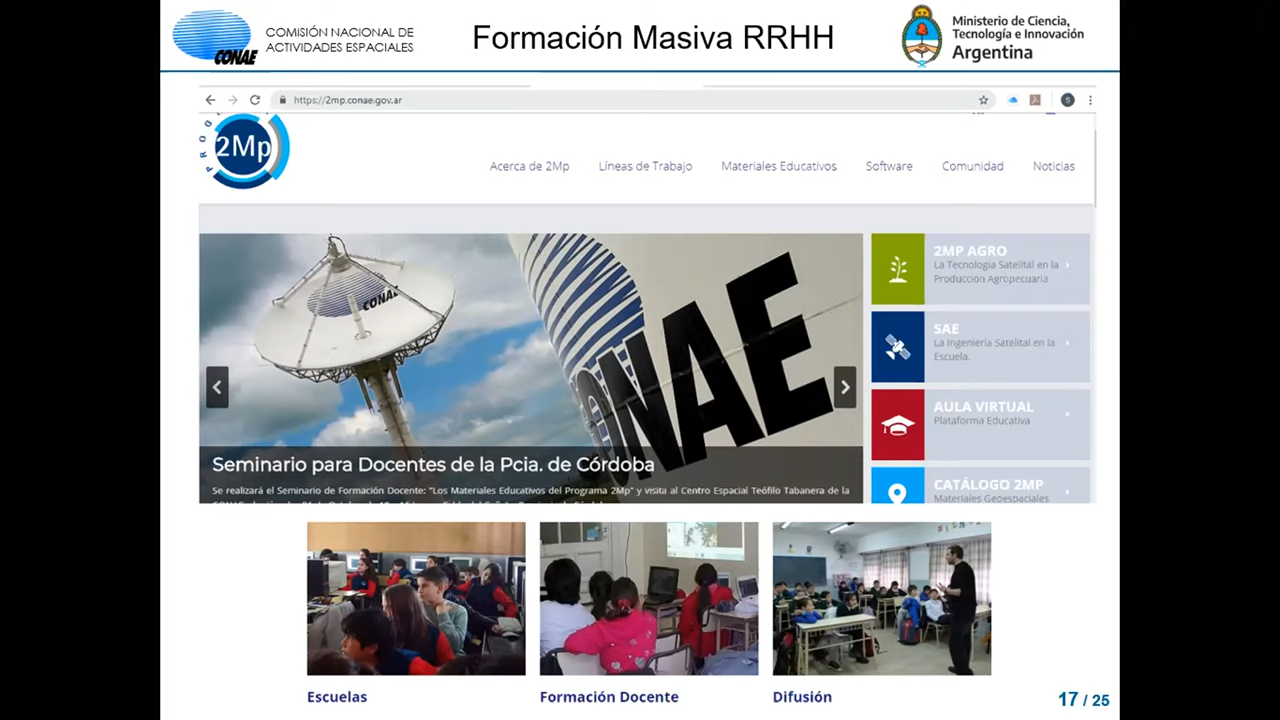 COMISIÓN NACIONAL DE
ACTIVIDADES ESPACIALES
CONAE
Formación Masiva RRHH
Ministerio de Ciencia,
Tecnología e Innovación
Argentina
https://2mp.conae.gov.ar
S
2Mp
Acerca de 2Mp
Líneas de Trabajo
Materiales Educativos
Software
Comunidad
Noticias
CONAE
CONAE
2MP AGRO
La Tecnología Satelital en la
Producción Agropecuaria
SAE
La Ingeniería Satelital en la
Escuela.
AULA VIRTUAL
Plataforma Educativa
CATÁLOGO 2MP
Materiales Geoespaciales
Seminario para Docentes de la Pcia. de Córdoba
Se realizará el Seminario de Formación Docente: "Los Materiales Educativos del Programa 2Mp" y visita al Centro Espacial Teófilo Tabanera de la
Escuelas
Formación Docente
Difusión
17 / 25